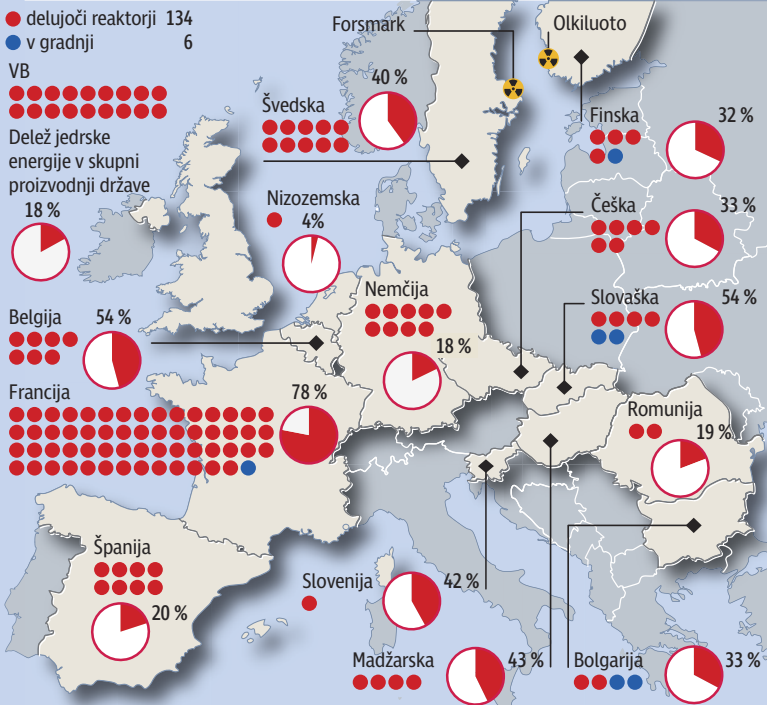 delujoči reaktorji 134
v gradnji 6
VB
Delež jedrske
energije v skupni
proizvodnji države
18 %
Forsmark
Olkiluoto
Švedska
40 %
Finska
32 %
Nizozemska
4%
Češka
33 %
Nemčija
18 %
Slovaška
54 %
Belgija
54 %
Francija
78 %
Romunija
19 %
Španija
20 %
Slovenija
42 %
Madžarska
43 %
Bolgarija
33 %